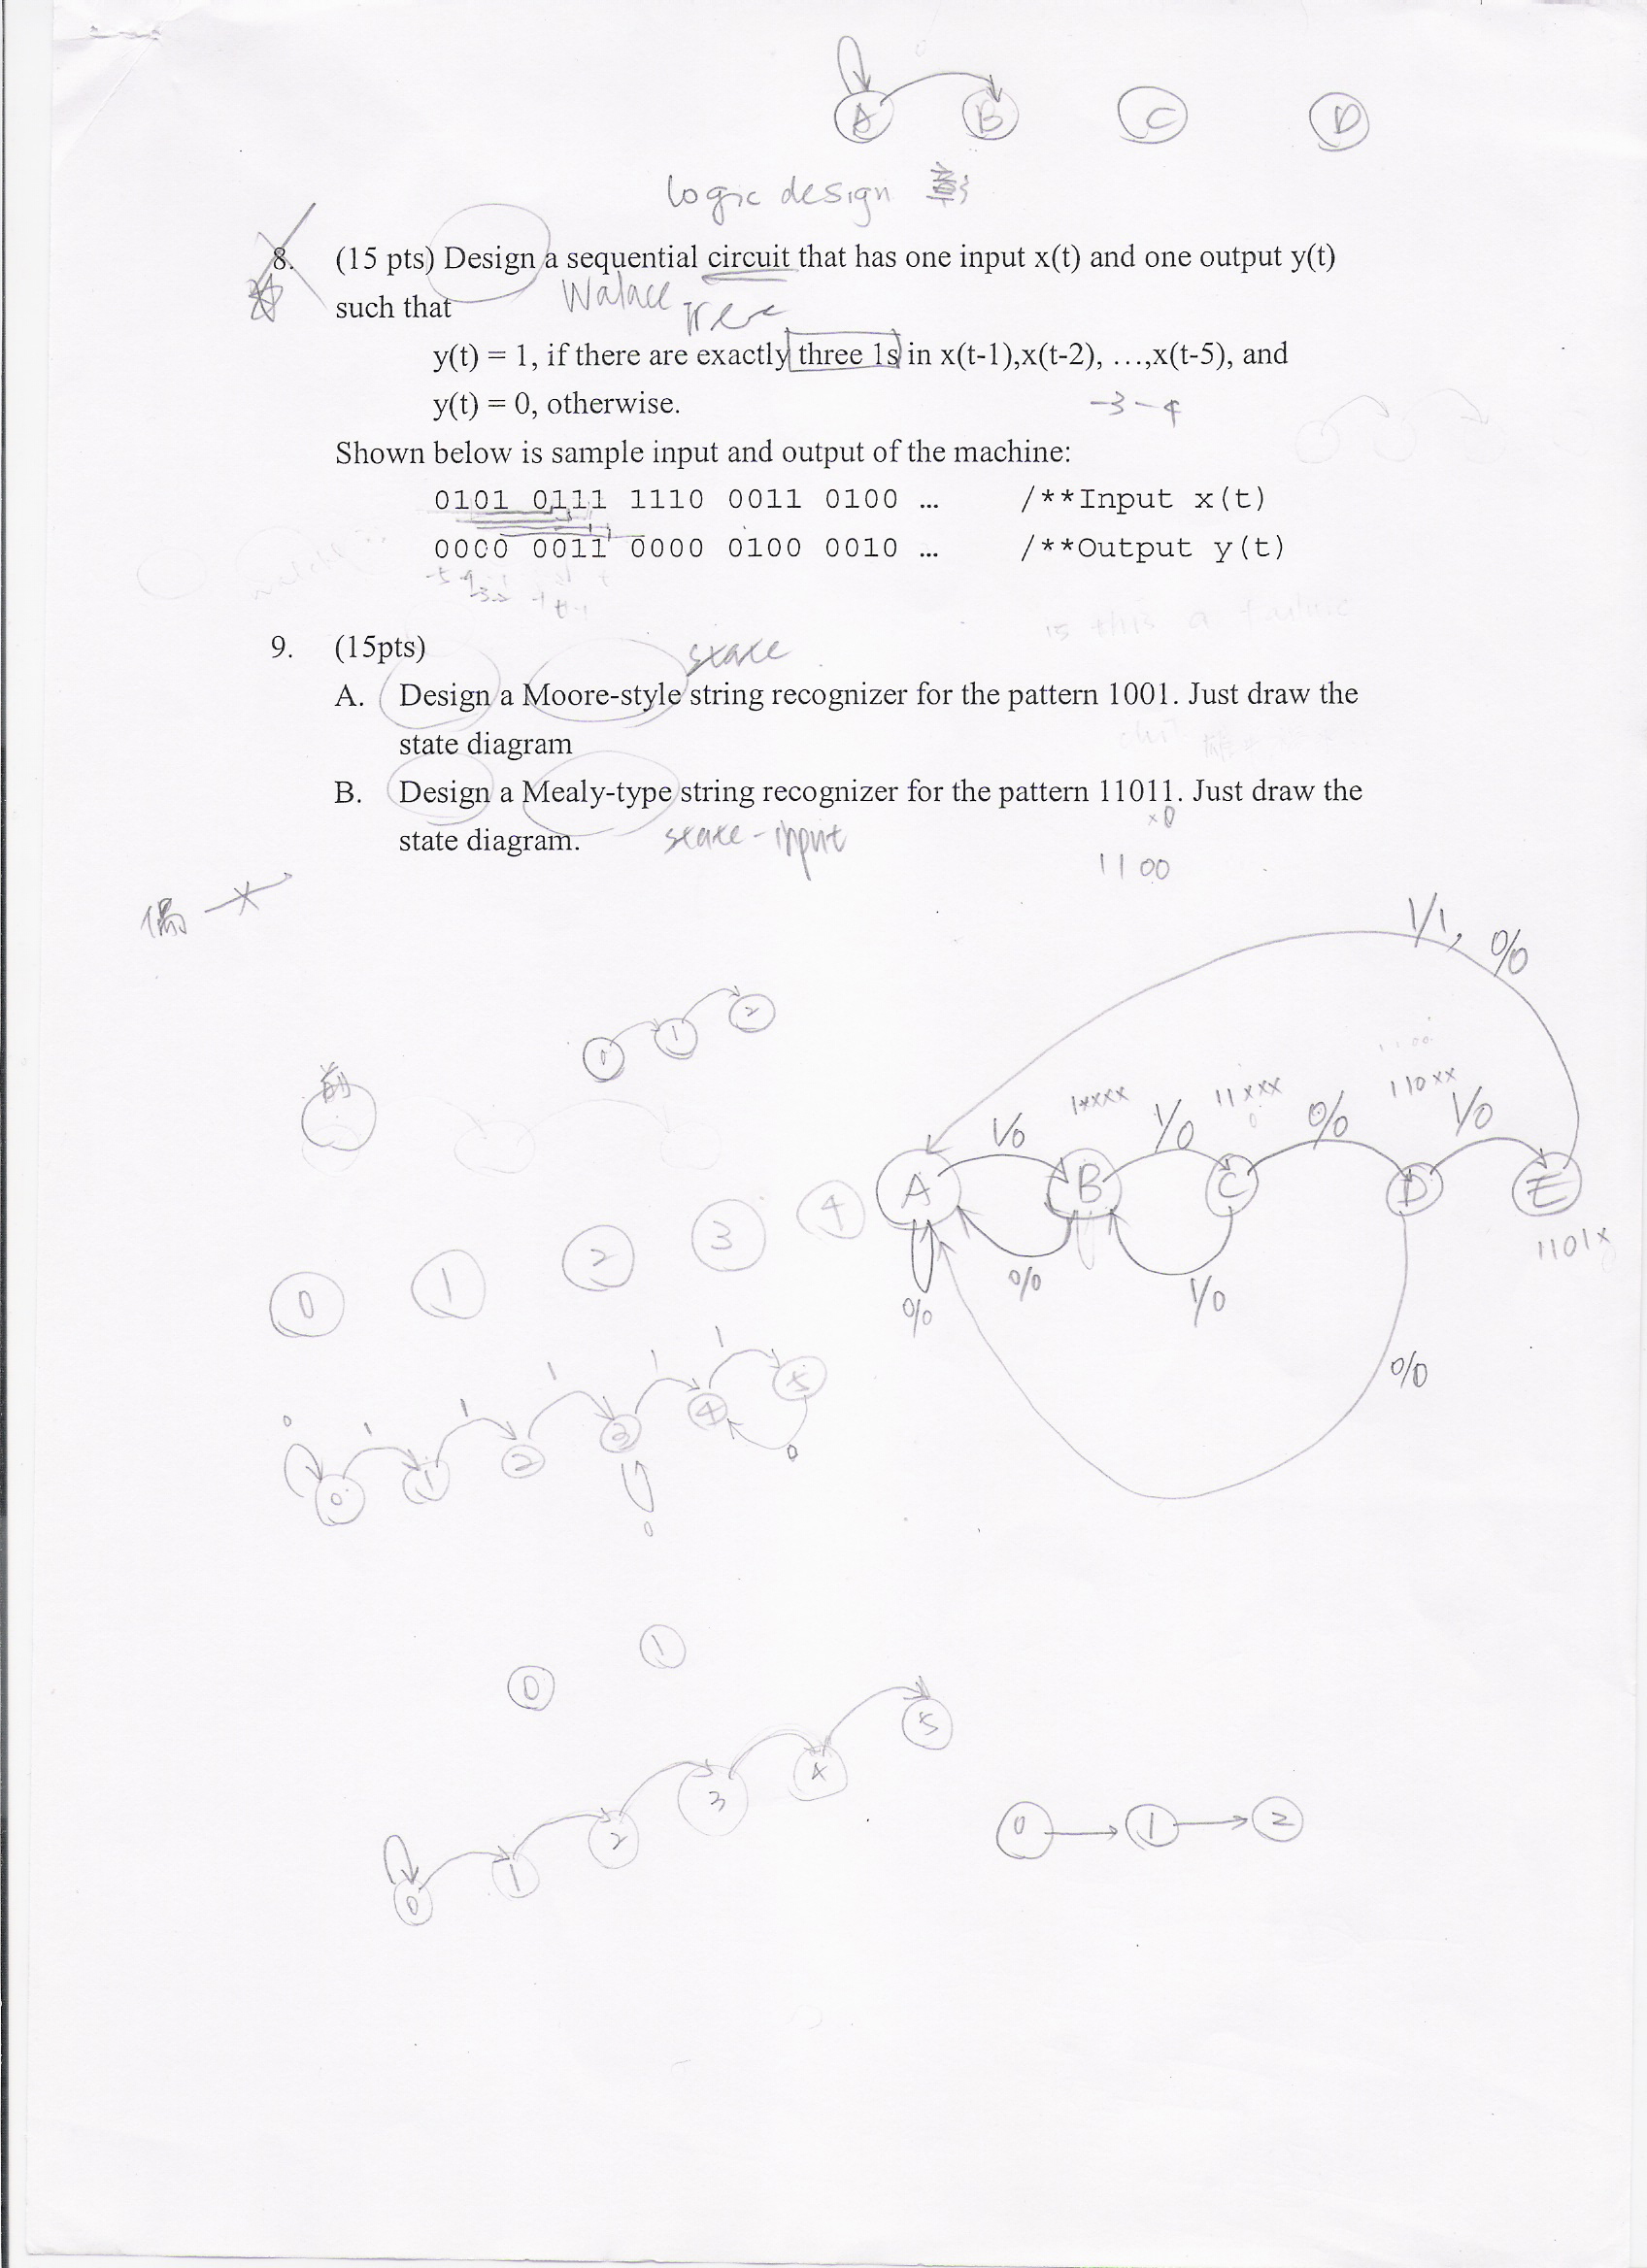 A B C D
logic design 彰
8. (15 pts) Design a sequential circuit that has one input x(t) and one output y(t)
such that
Walace Tree
y(t) = 1, if there are exactly three 1s in x(t-1),x(t-2), …,x(t-5), and
y(t) = 0, otherwise.
-3-4
Shown below is sample input and output of the machine:
0101 0111 1110 0011 0100 … /**Input x(t)
0000 0011 0000 0100 0010 … /**Output y(t)
9. (15pts)
state
A. Design a Moore-style string recognizer for the pattern 1001. Just draw the
state diagram
B. Design a Mealy-type string recognizer for the pattern 11011. Just draw the
state diagram.
x0
state-input
1100
1/1, 0/0
0 1 2
前
1xxxx 11xxx 110xx
1/0 1/0 0/0 1/0
A B C D E
1101x
0/0 0/0 1/0
0/0
0 1 2 3 4
0 1 1 1 1 1
0 1 2 3 4 5
0 0
0 1
0 1 2 3 4 5
0 1 2